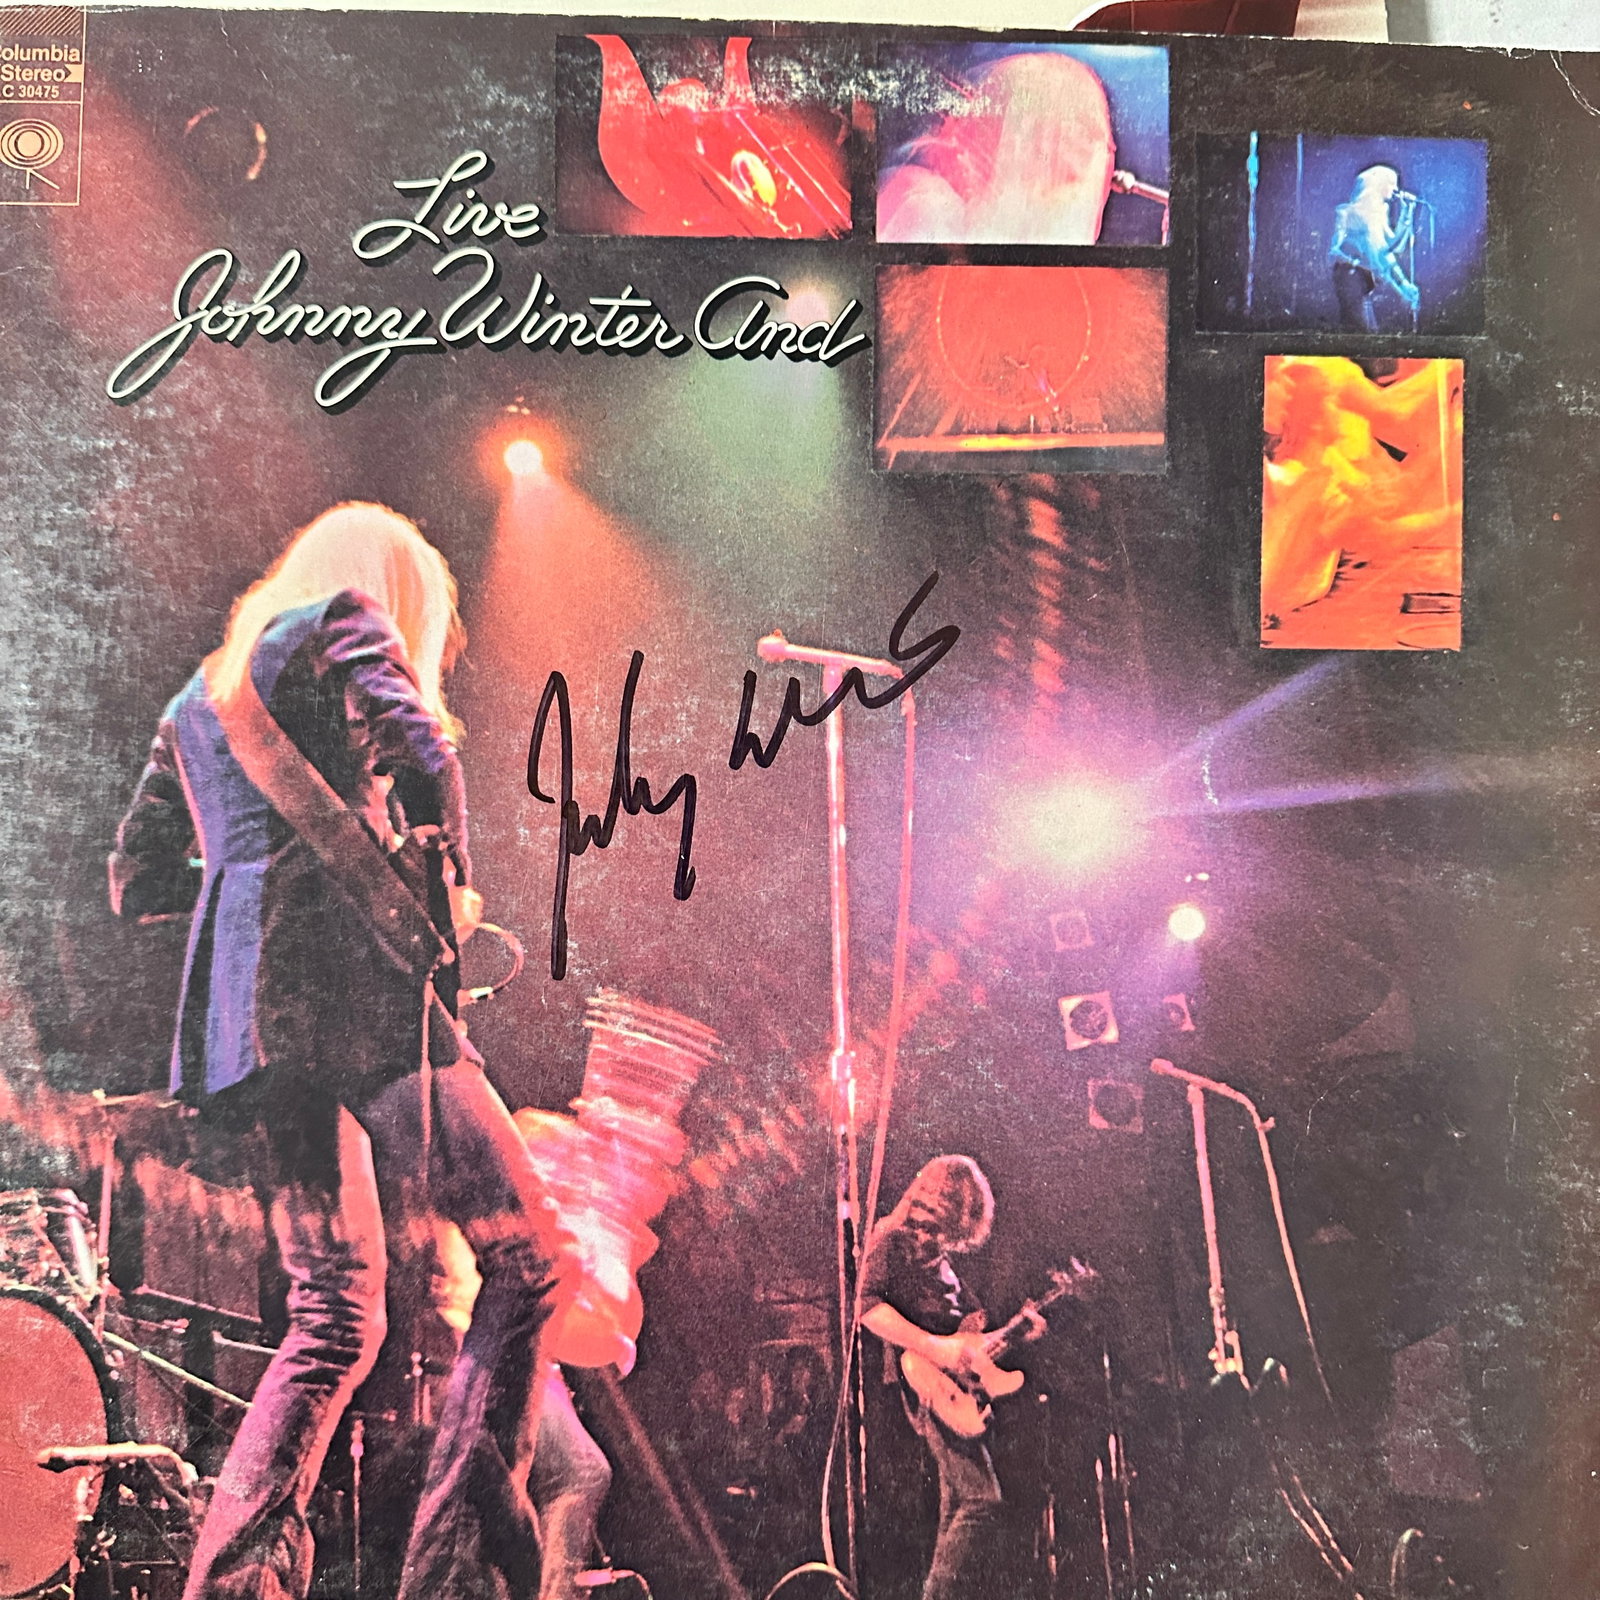 Columbia
Stereo
C 30475
Live
Johnny Winter And